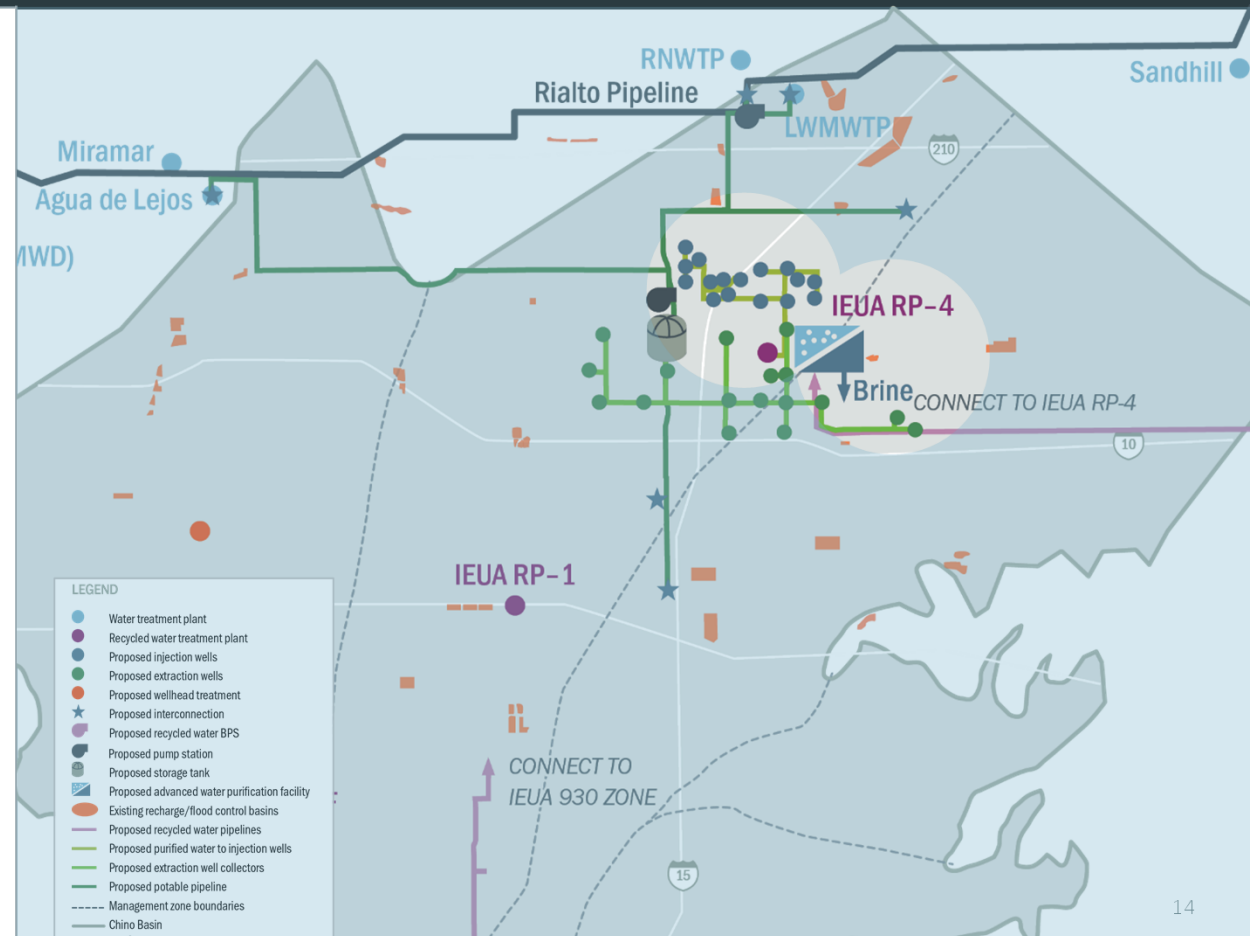 RNWTP
Sandhill
Rialto Pipeline
LWMWTP
210
Miramar
Agua de Lejos
MWD)
IEUA RP-4
Brine
CONNECT TO IEUA RP-4
10
IEUA RP-1
LEGEND
Water treatment plant
Recycled water treatment plant
Proposed injection wells
Proposed extraction wells
Proposed wellhead treatment
Proposed interconnection
Proposed recycled water BPS
Proposed pump station
Proposed storage tank
Proposed advanced water purification facility
Existing recharge/flood control basins
Proposed recycled water pipelines
Proposed purified water to injection wells
Proposed extraction well collectors
Proposed potable pipeline
Management zone boundaries
Chino Basin
CONNECT TO
IEUA 930 ZONE
15
14